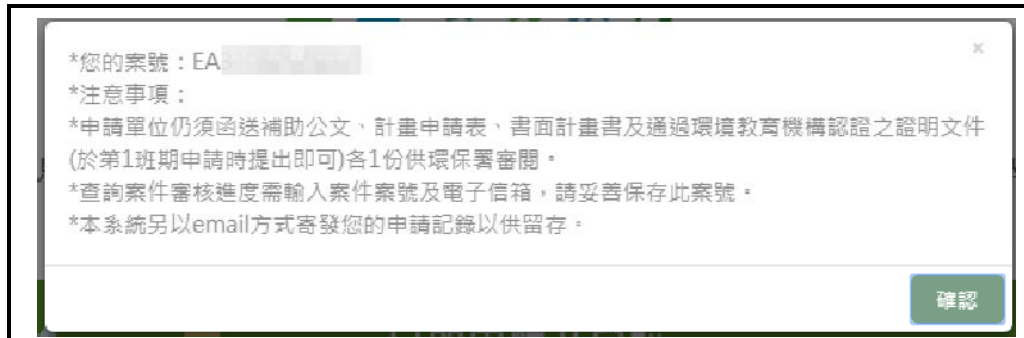 *您的案號：EA
*注意事項：
*申請單位仍須函送補助公文、計畫申請表、書面計畫書及通過環境教育機構認證之證明文件
(於第1班期申請時提出即可)各1份供環保署審閱。
*查詢案件審核進度需輸入案件案號及電子信箱，請妥善保存此案號。
*本系統另以email方式寄發您的申請記錄以供留存。
×
確認